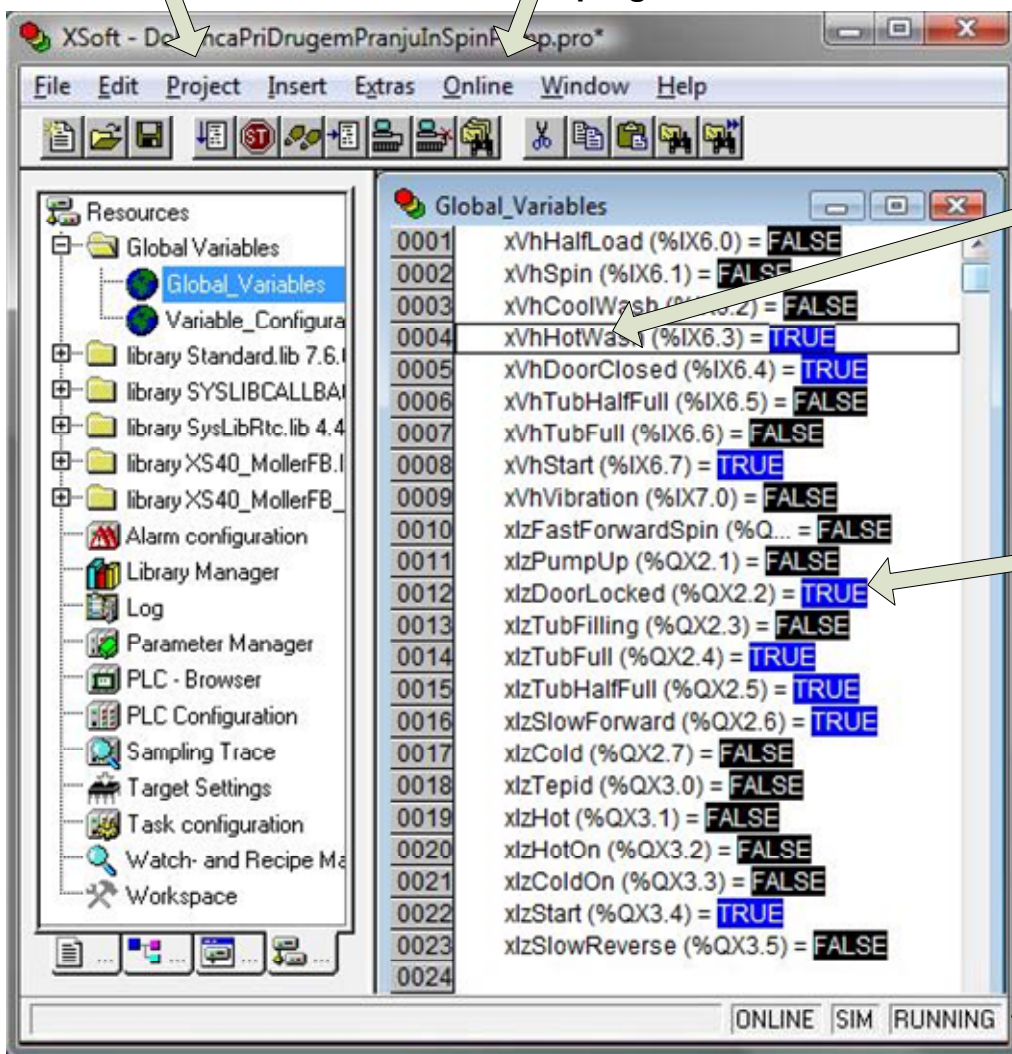 XSoft -
File Edit Project Insert Extras Online Window Help
Resources
Global Variables
Global_Variables
Variable_Configura
library Standard.lib 7.6.
library SYSLIBCALLBA
library SysLibRtc.lib 4.4
library XS40_MollerFB.l
library XS40_MollerFB_
Alarm configuration
Library Manager
Log
Parameter Manager
PLC - Browser
PLC Configuration
Sampling Trace
Target Settings
Task configuration
Watch- and Recipe Ma
Workspace
... ... ... ...
Global_Variables
0001 xVhHalfLoad (%IX6.0) = FALSE
0002 xVhSpin (%IX6.1) = FALSE
0003 xVhCoolWash (%IX6.2) = FALSE
0004 xVhHotWash (%IX6.3) = TRUE
0005 xVhDoorClosed (%IX6.4) = TRUE
0006 xVhTubHalfFull (%IX6.5) = FALSE
0007 xVhTubFull (%IX6.6) = FALSE
0008 xVhStart (%IX6.7) = TRUE
0009 xVhVibration (%IX7.0) = FALSE
0010 xIzFastForwardSpin (%Q... = FALSE
0011 xIzPumpUp (%QX2.1) = FALSE
0012 xIzDoorLocked (%QX2.2) = TRUE
0013 xIzTubFilling (%QX2.3) = FALSE
0014 xIzTubFull (%QX2.4) = TRUE
0015 xIzTubHalfFull (%QX2.5) = TRUE
0016 xIzSlowForward (%QX2.6) = TRUE
0017 xIzCold (%QX2.7) = FALSE
0018 xIzTepid (%QX3.0) = FALSE
0019 xIzHot (%QX3.1) = FALSE
0020 xIzHotOn (%QX3.2) = FALSE
0021 xIzColdOn (%QX3.3) = FALSE
0022 xIzStart (%QX3.4) = TRUE
0023 xIzSlowReverse (%QX3.5) = FALSE
0024
ONLINE SIM RUNNING